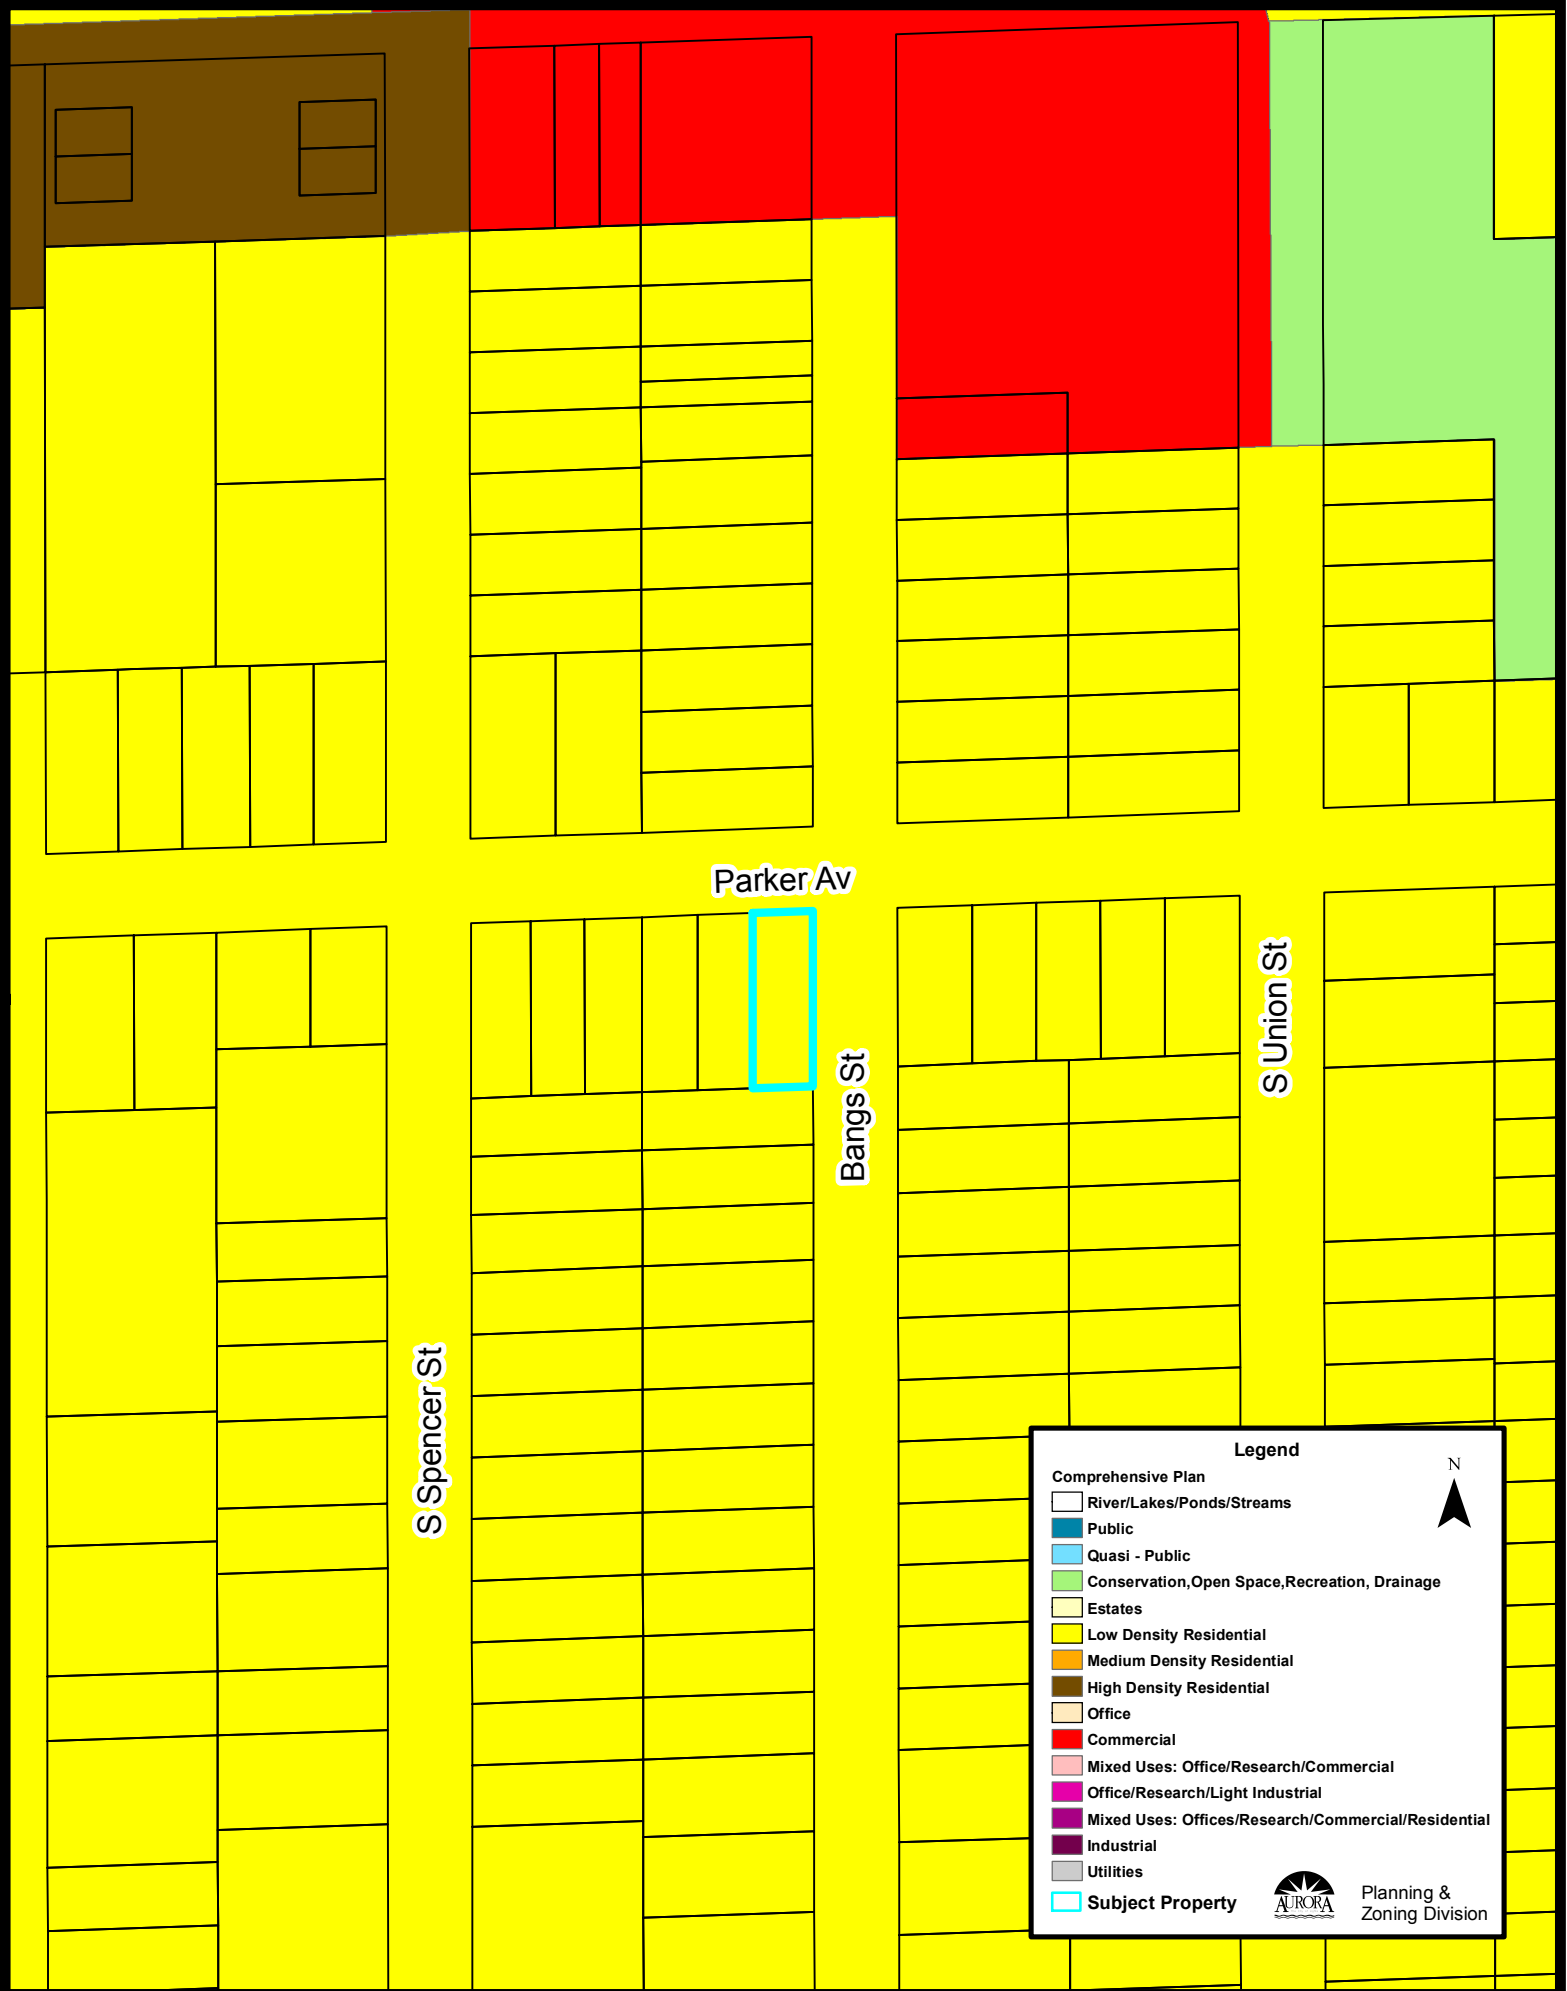 Parker Av
S Union St
Bangs St
S Spencer St
Legend
N
Comprehensive Plan
River/Lakes/Ponds/Streams
Public
Quasi - Public
Conservation,Open Space,Recreation, Drainage
Estates
Low Density Residential
Medium Density Residential
High Density Residential
Office
Commercial
Mixed Uses: Office/Research/Commercial
Office/Research/Light Industrial
Mixed Uses: Offices/Research/Commercial/Residential
Industrial
Utilities
Subject Property
AURORA
Planning &
Zoning Division